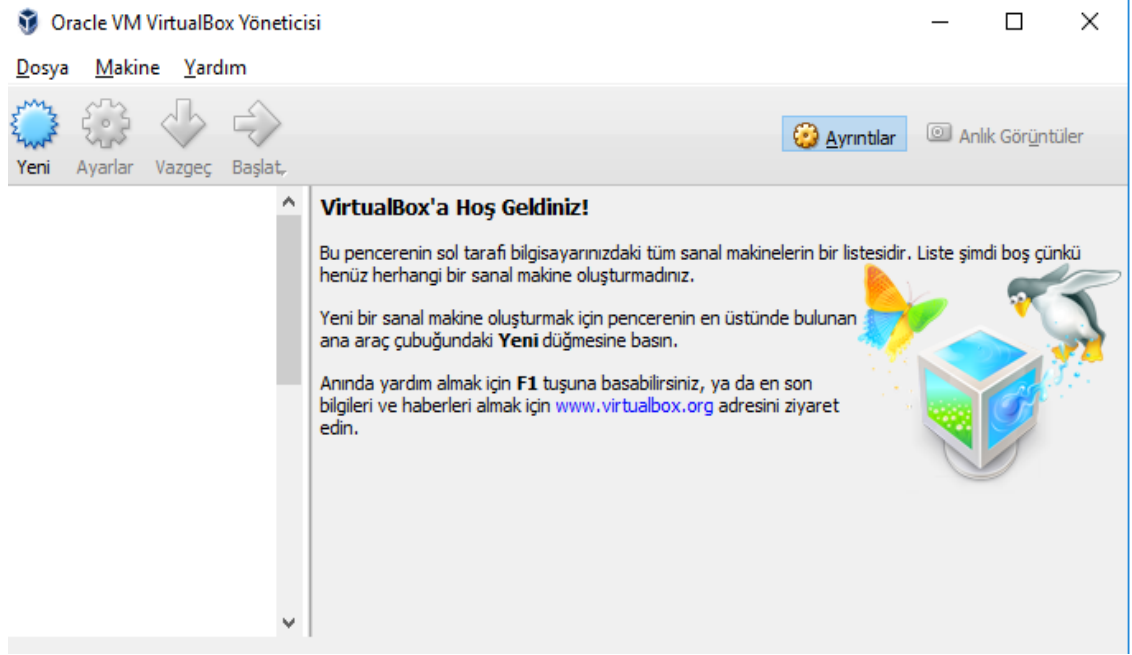 Oracle VM VirtualBox Yöneticisi
Dosya Makine Yardım
Yeni Ayarlar Vazgeç Başlat
Ayrıntılar Anlık Görüntüler
VirtualBox'a Hoş Geldiniz!
Bu pencerenin sol tarafı bilgisayarınızdaki tüm sanal makinelerin bir listesidir. Liste şimdi boş çünkü
henüz herhangi bir sanal makine oluşturmadınız.
Yeni bir sanal makine oluşturmak için pencerenin en üstünde bulunan
ana araç çubuğundaki Yeni düğmesine basın.
Anında yardım almak için F1 tuşuna basabilirsiniz, ya da en son
bilgileri ve haberleri almak için www.virtualbox.org adresini ziyaret
edin.